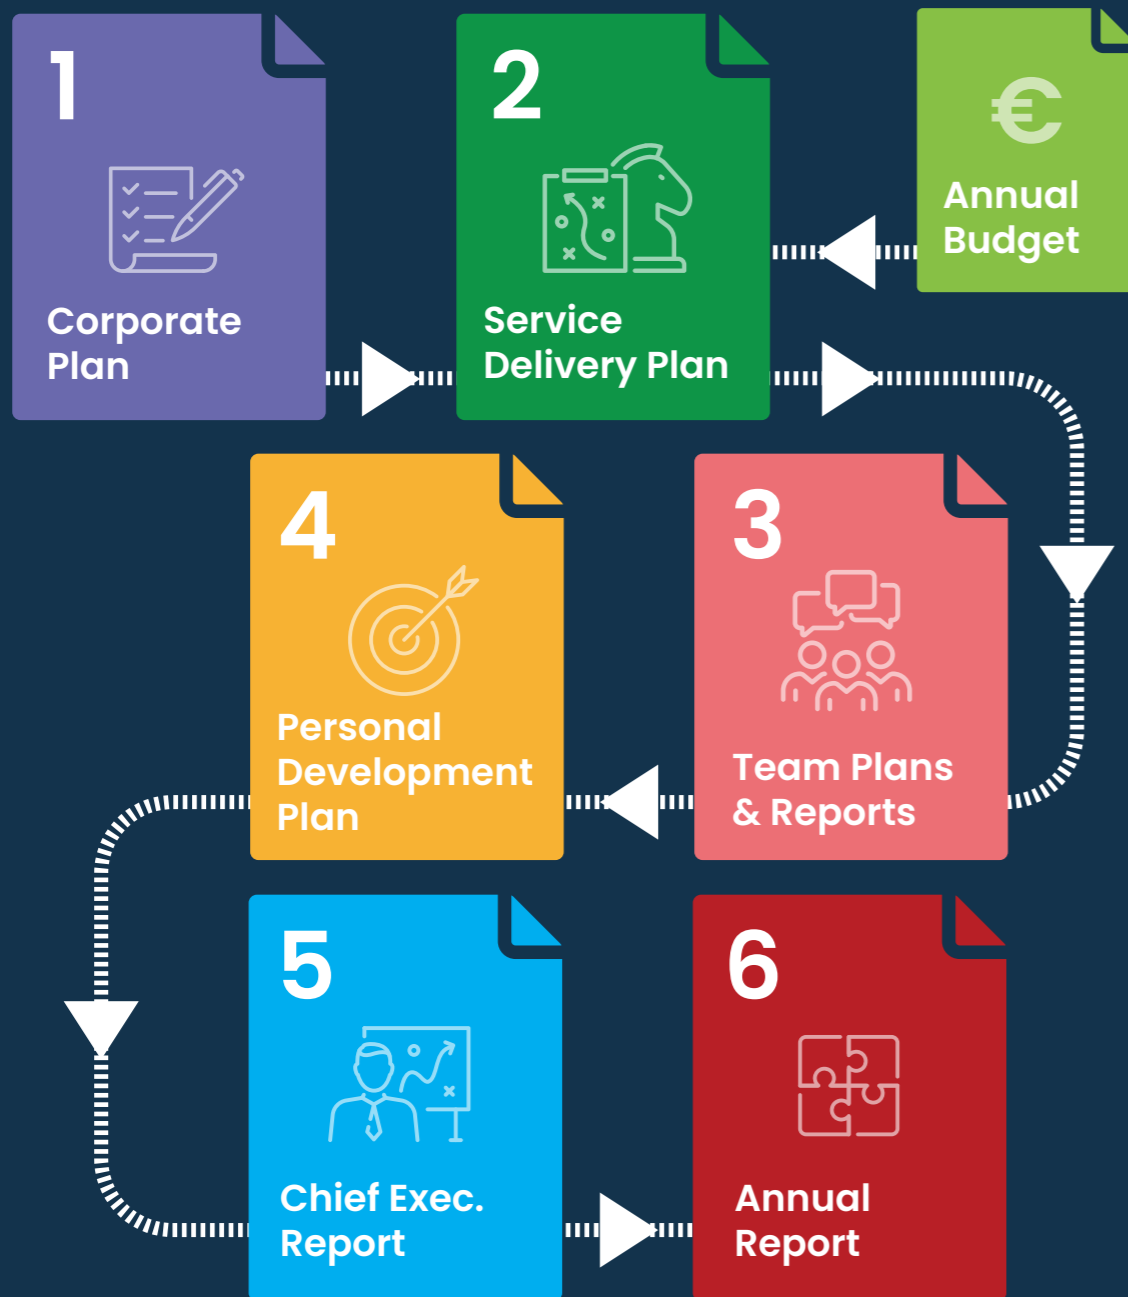 1
Corporate
Plan
2
Service
Delivery Plan
€
Annual
Budget
3
Team Plans
& Reports
4
Personal
Development
Plan
5
Chief Exec.
Report
6
Annual
Report